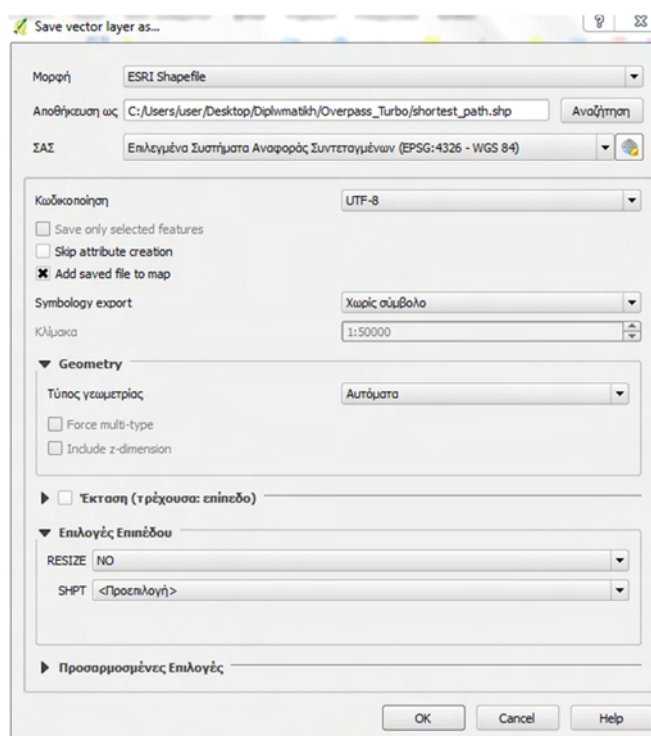 Save vector layer as...
Μορφή ESRI Shapefile
Αποθήκευση ως C:/Users/user/Desktop/Diplwmatikh/Overpass_Turbo/shortest_path.shp Αναζήτηση
ΣΑΣ Επιλεγμένα Συστήματα Αναφοράς Συντεταγμένων (EPSG:4326 - WGS 84)
Κωδικοποίηση UTF-8
Save only selected features
Skip attribute creation
Add saved file to map
Symbology export Χωρίς σύμβολο
Κλίμακα 1:50000
Geometry
Τύπος γεωμετρίας Αυτόματα
Force multi-type
Include z-dimension
Έκταση (τρέχουσα: επίπεδο)
Επιλογές Επιπέδου
RESIZE NO
SHPT <Προεπιλογή>
Προσαρμοσμένες Επιλογές
OK Cancel Help